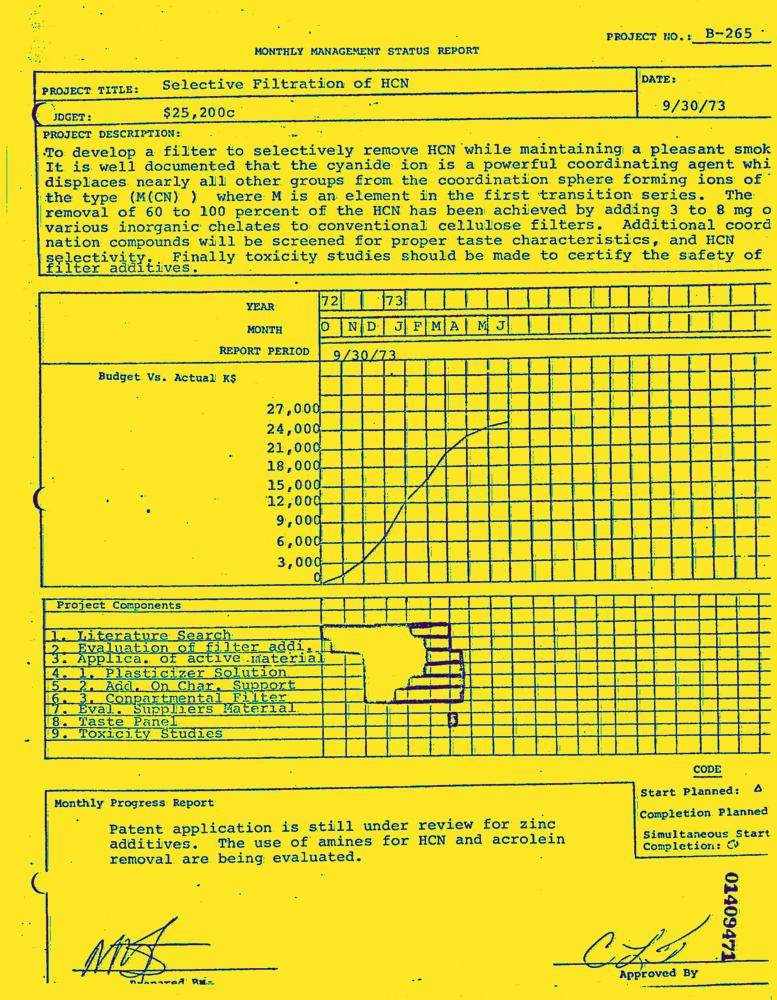 PROJECT NO.: B-265
MONTHLY MANAGEMENT STATUS REPORT
PROJECT TITLE: Selective Filtration of HCN
DATE:
JDGET: $25,200c
9/30/73
PROJECT DESCRIPTION:
To develop a filter to selectively remove HCN while maintaining a pleasant smok
It is well documented that the cyanide ion is a powerful coordinating agent whi
displaces nearly all other groups from the coordination sphere forming ions of
the type (M(CN) ) where M is an element in the first transition series. The
removal of 60 to 100 percent of the HCN has been achieved by adding 3 to 8 mg o
various inorganic chelates to conventional cellulose filters. Additional coord
nation compounds will be screened for proper taste characteristics, and HCN
selectivity. Finally toxicity studies should be made to certify the safety of
filter additives.
YEAR 72 73
MONTH O N D J F M A M J
REPORT PERIOD 9/30/73
Budget Vs. Actual K$
27,000
24,000
21,000
18,000
15,000
12,000
9,000
6,000
3,000
0
Project Components
1. Literature Search
2 Evaluation of filter addi.
3. Applica. of active material
4. 1. Plasticizer Solution
5. 2. Add. On Char. Support
6. 3. Conpartmental Filter
7. Eval. Suppliers Material
8. Taste Panel
9. Toxicity Studies
CODE
Start Planned: Δ
Completion Planned
Simultaneous Start
Completion:
Monthly Progress Report
Patent application is still under review for zinc
additives. The use of amines for HCN and acrolein
removal are being evaluated.
01409471
Prepared By
Approved By